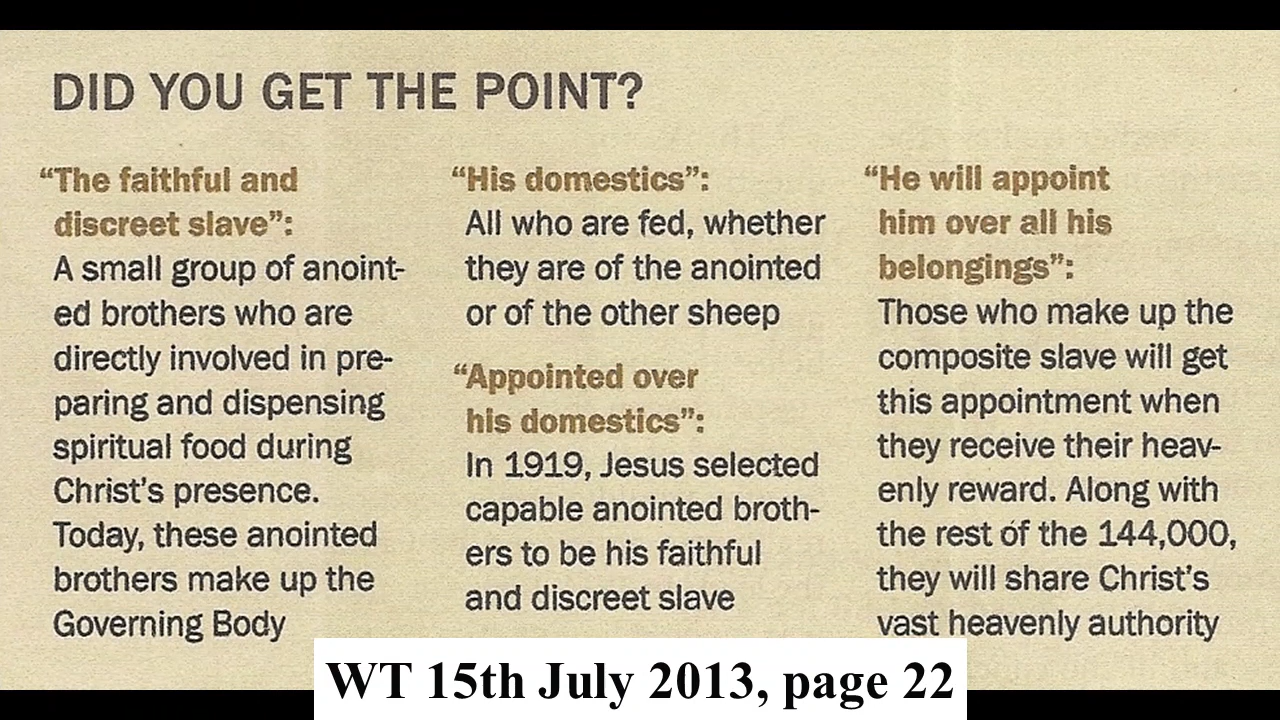 DID YOU GET THE POINT?
“The faithful and
discreet slave”:
A small group of anoint-
ed brothers who are
directly involved in pre-
paring and dispensing
spiritual food during
Christ’s presence.
Today, these anointed
brothers make up the
Governing Body
“His domestics”:
All who are fed, whether
they are of the anointed
or of the other sheep
“Appointed over
his domestics”:
In 1919, Jesus selected
capable anointed broth-
ers to be his faithful
and discreet slave
“He will appoint
him over all his
belongings”:
Those who make up the
composite slave will get
this appointment when
they receive their heav-
enly reward. Along with
the rest of the 144,000,
they will share Christ’s
vast heavenly authority
WT 15th July 2013, page 22